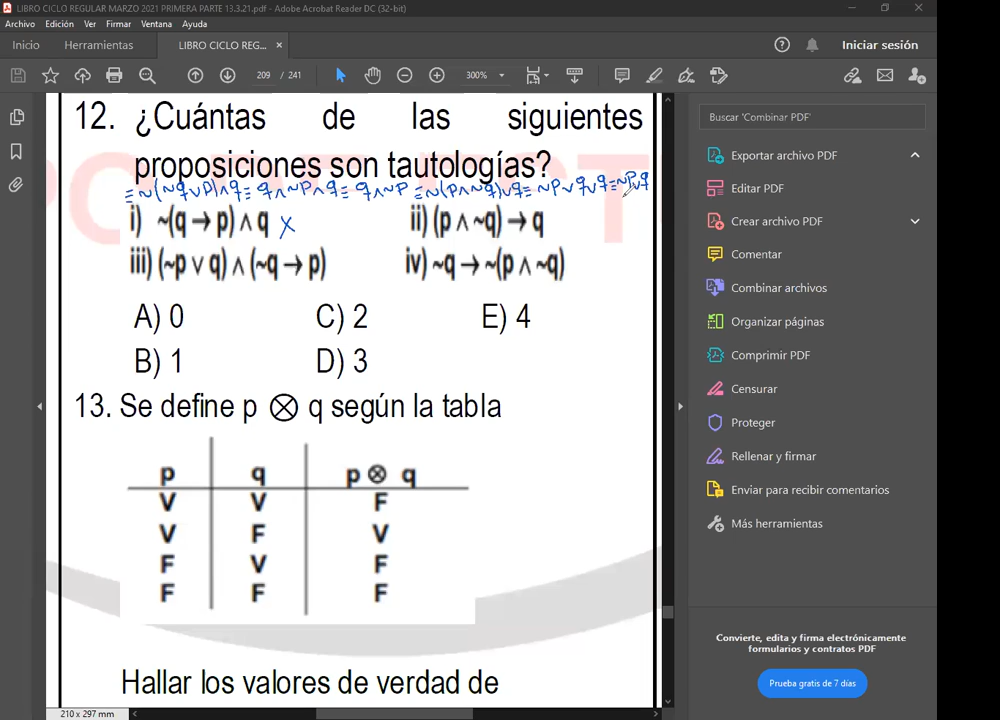 LIBRO CICLO REGULAR MARZO 2021 PRIMERA PARTE 13.3.21.pdf - Adobe Acrobat Reader DC (32-bit)
Archivo Edición Ver Firmar Ventana Ayuda
Inicio Herramientas LIBRO CICLO REG... × Iniciar sesión
209 / 241 300%
12. ¿Cuántas de las siguientes
proposiciones son tautologías?
≡ ~(~q∨p)∧q ≡ q∧~p∧q ≡ q∧~p ≡ ~(p∧~q)∨q ≡ ~p∨q∨q ≡ ~p∨q
i) ~(q → p) ∧ q X ii) (p ∧ ~q) → q
iii) (~p ∨ q) ∧ (~q → p) iv) ~q → ~(p ∧ ~q)
A) 0 C) 2 E) 4
B) 1 D) 3
13. Se define p ⊗ q según la tabla
p q p ⊗ q
V V F
V F V
F V F
F F F
Hallar los valores de verdad de
210 x 297 mm
Buscar 'Combinar PDF'
Exportar archivo PDF
Editar PDF
Crear archivo PDF
Comentar
Combinar archivos
Organizar páginas
Comprimir PDF
Censurar
Proteger
Rellenar y firmar
Enviar para recibir comentarios
Más herramientas
Convierte, edita y firma electrónicamente
formularios y contratos PDF
Prueba gratis de 7 días